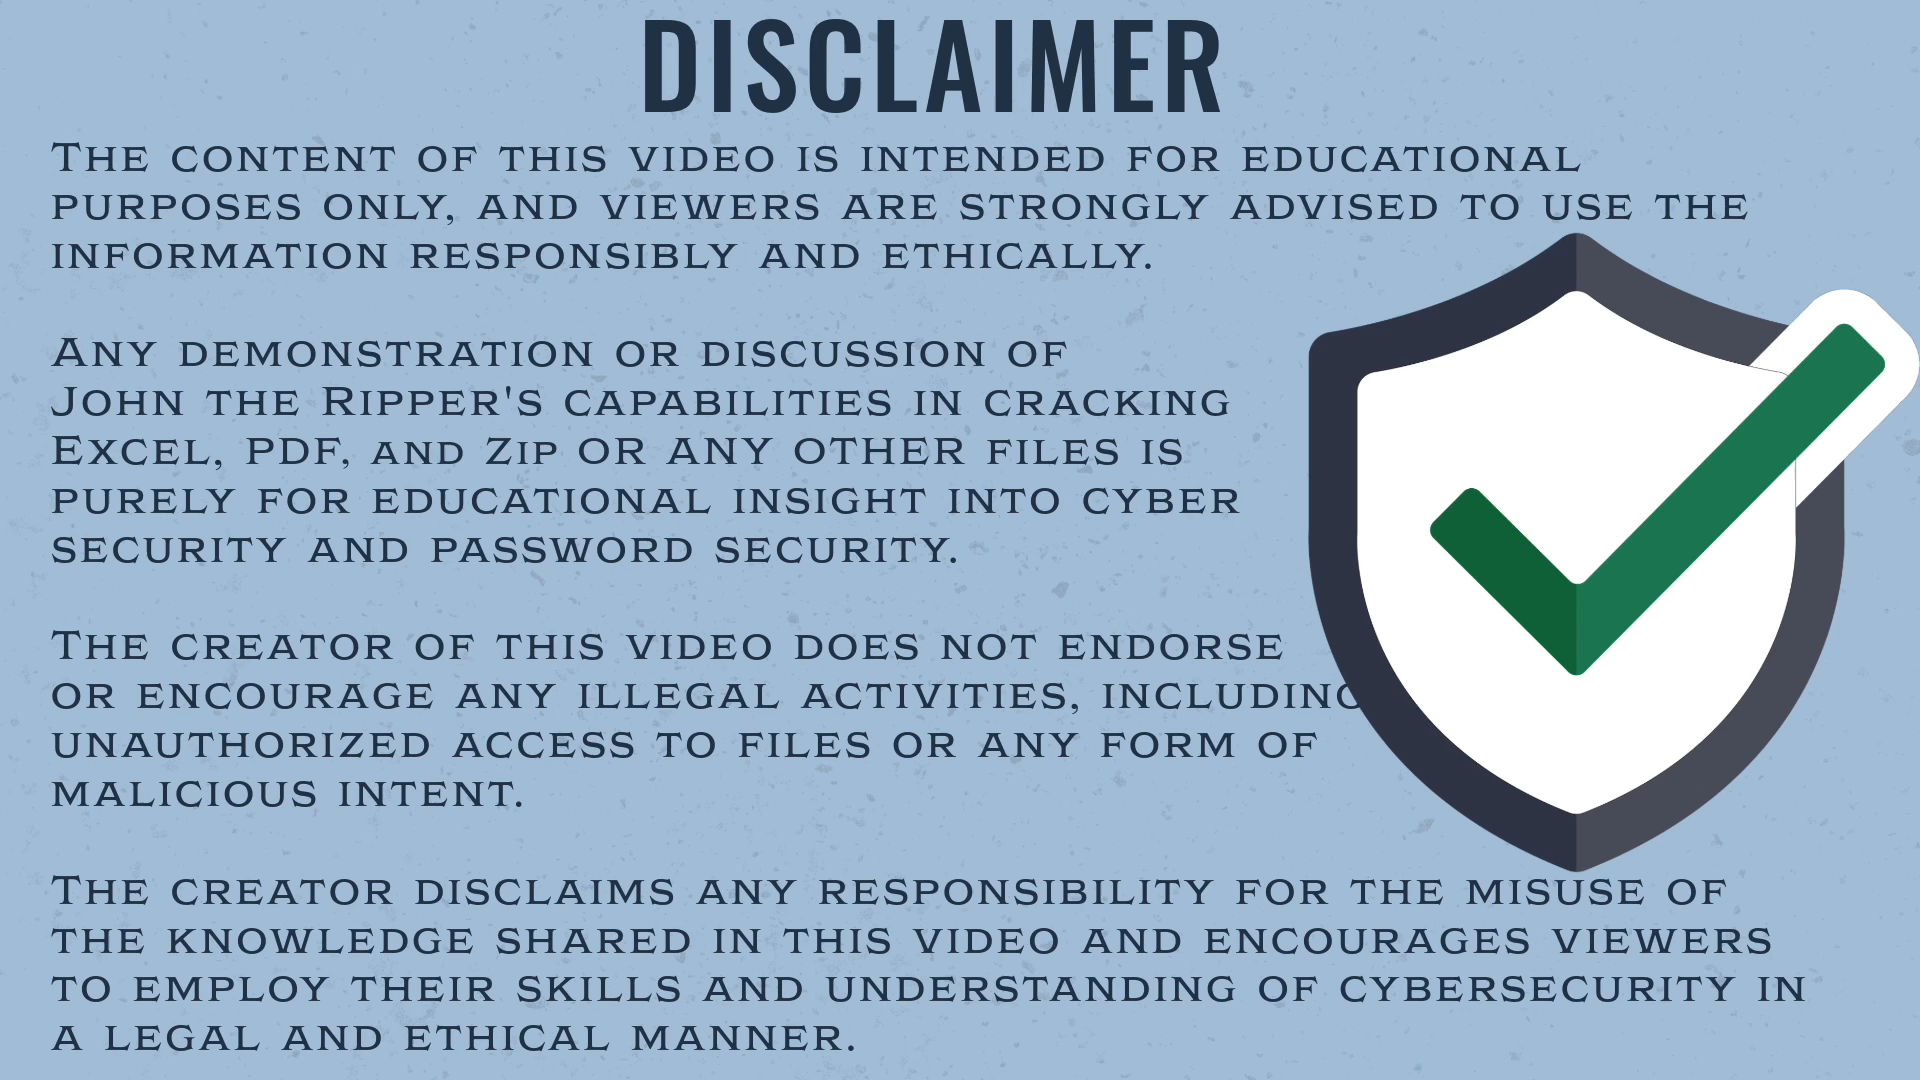 DISCLAIMER
The content of this video is intended for educational
purposes only, and viewers are strongly advised to use the
information responsibly and ethically.
Any demonstration or discussion of
John the Ripper's capabilities in cracking
Excel, PDF, and Zip or any other files is
purely for educational insight into cyber
security and password security.
The creator of this video does not endorse
or encourage any illegal activities, including
unauthorized access to files or any form of
malicious intent.
The creator disclaims any responsibility for the misuse of
the knowledge shared in this video and encourages viewers
to employ their skills and understanding of cybersecurity in
a legal and ethical manner.